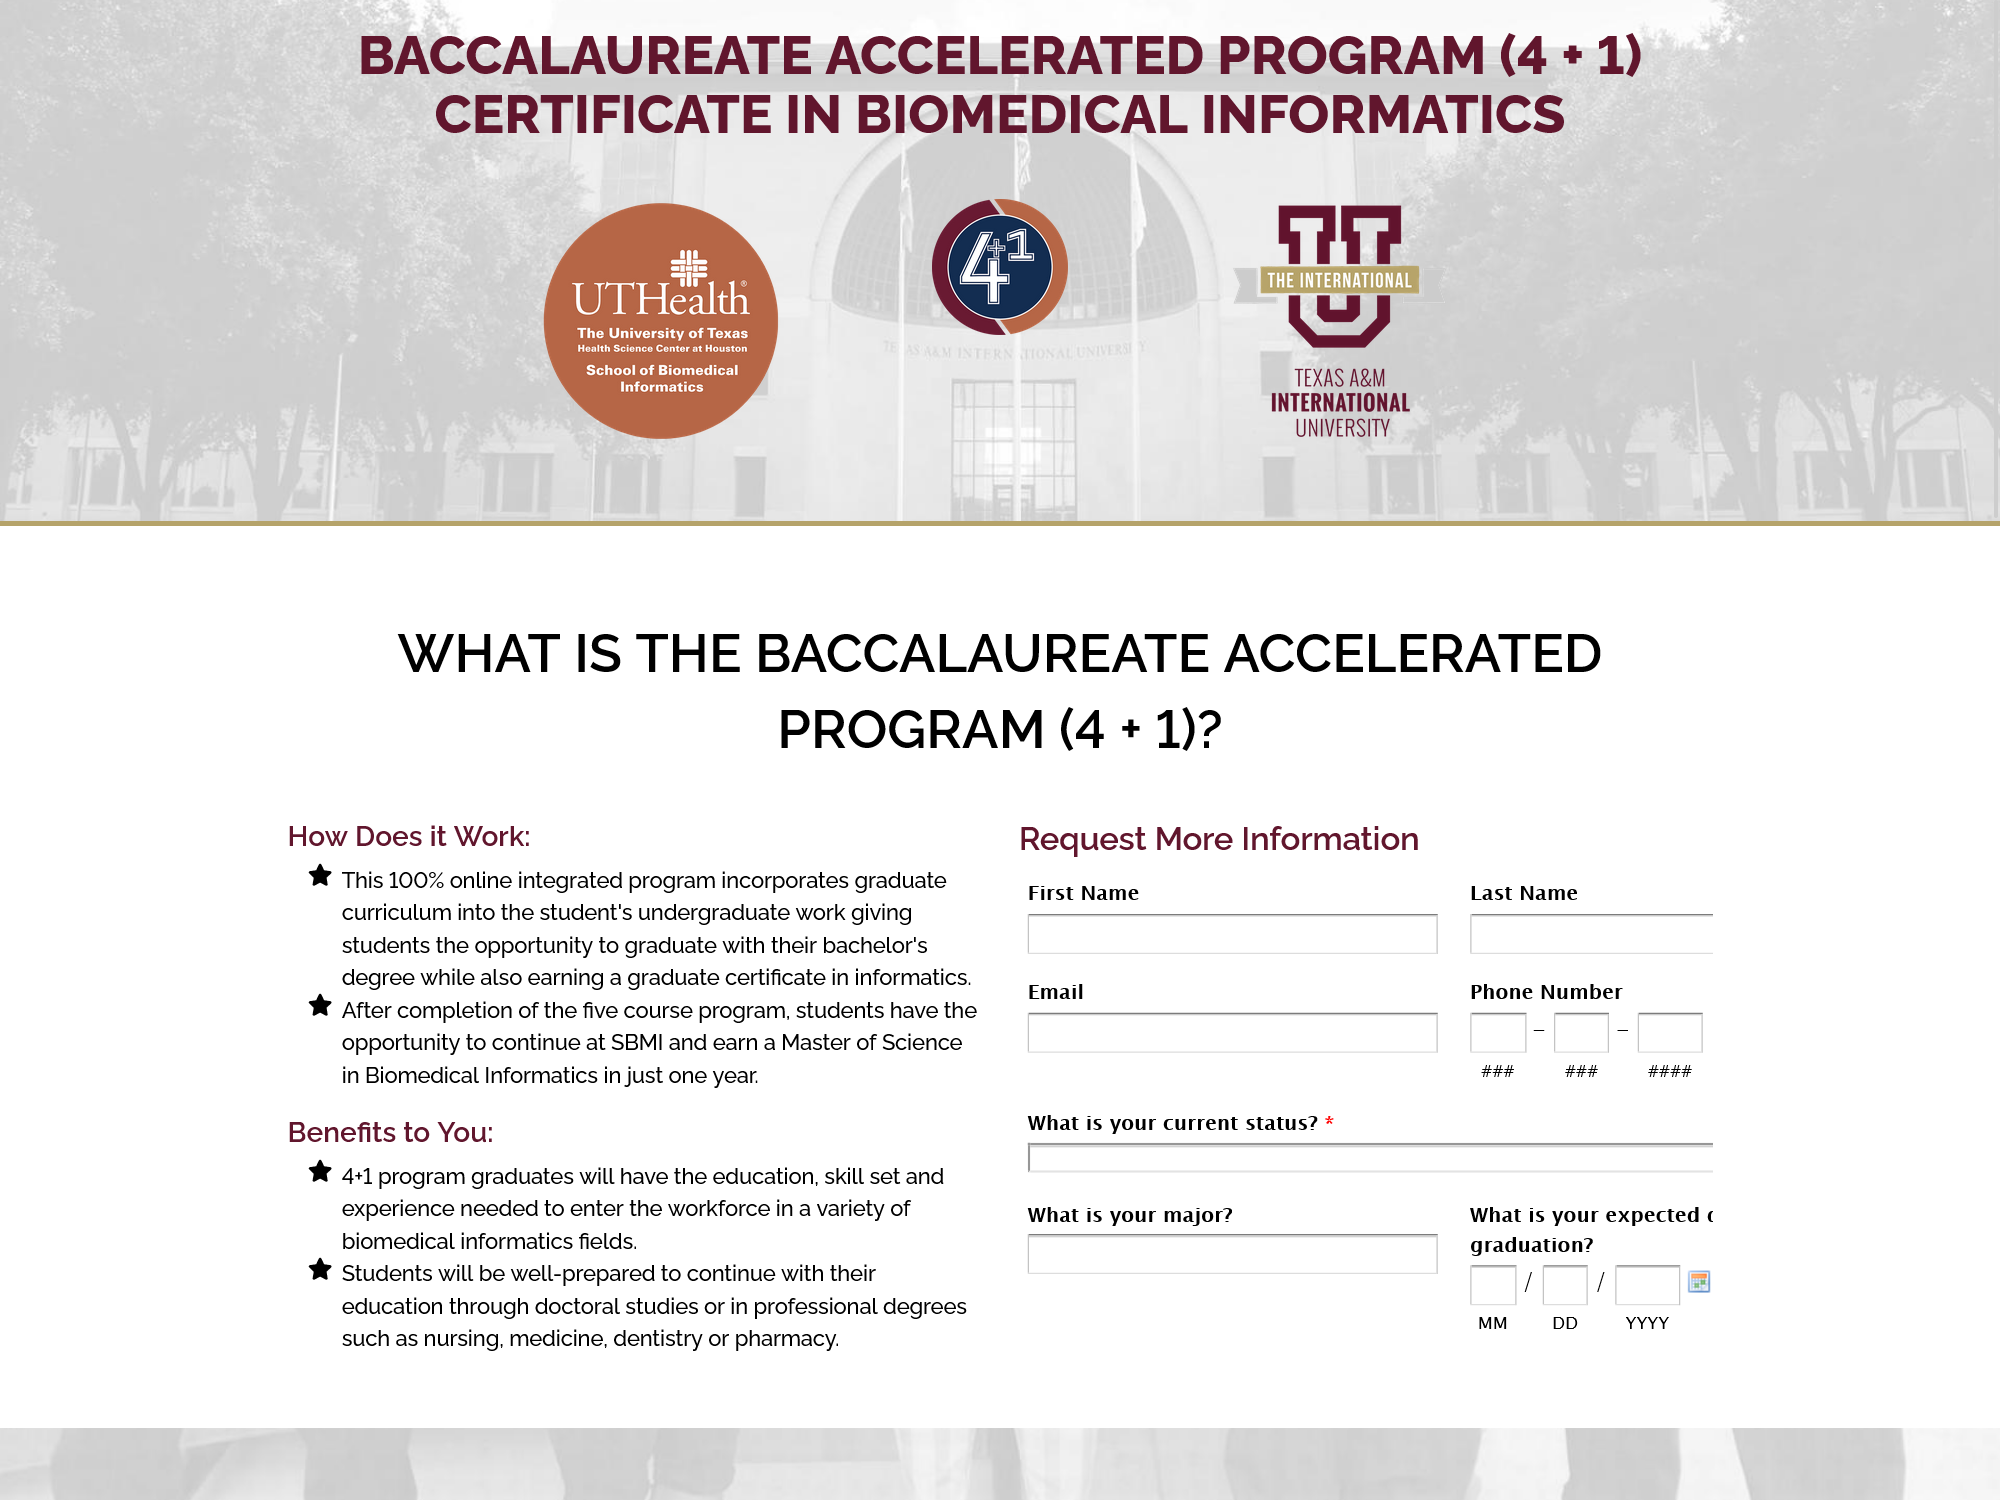 BACCALAUREATE ACCELERATED PROGRAM (4 + 1)
CERTIFICATE IN BIOMEDICAL INFORMATICS
UTHealth®
The University of Texas
Health Science Center at Houston
School of Biomedical
Informatics
4+1
THE INTERNATIONAL
U
TEXAS A&M
INTERNATIONAL
UNIVERSITY
TEXAS A&M INTERNATIONAL UNIVERSITY
WHAT IS THE BACCALAUREATE ACCELERATED
PROGRAM (4 + 1)?
How Does it Work:
This 100% online integrated program incorporates graduate
curriculum into the student's undergraduate work giving
students the opportunity to graduate with their bachelor's
degree while also earning a graduate certificate in informatics.
After completion of the five course program, students have the
opportunity to continue at SBMI and earn a Master of Science
in Biomedical Informatics in just one year.
Benefits to You:
4+1 program graduates will have the education, skill set and
experience needed to enter the workforce in a variety of
biomedical informatics fields.
Students will be well-prepared to continue with their
education through doctoral studies or in professional degrees
such as nursing, medicine, dentistry or pharmacy.
Request More Information
First Name
Last Name
Email
Phone Number
– –
### ### ####
What is your current status? *
What is your major?
What is your expected
graduation?
/ /
MM DD YYYY